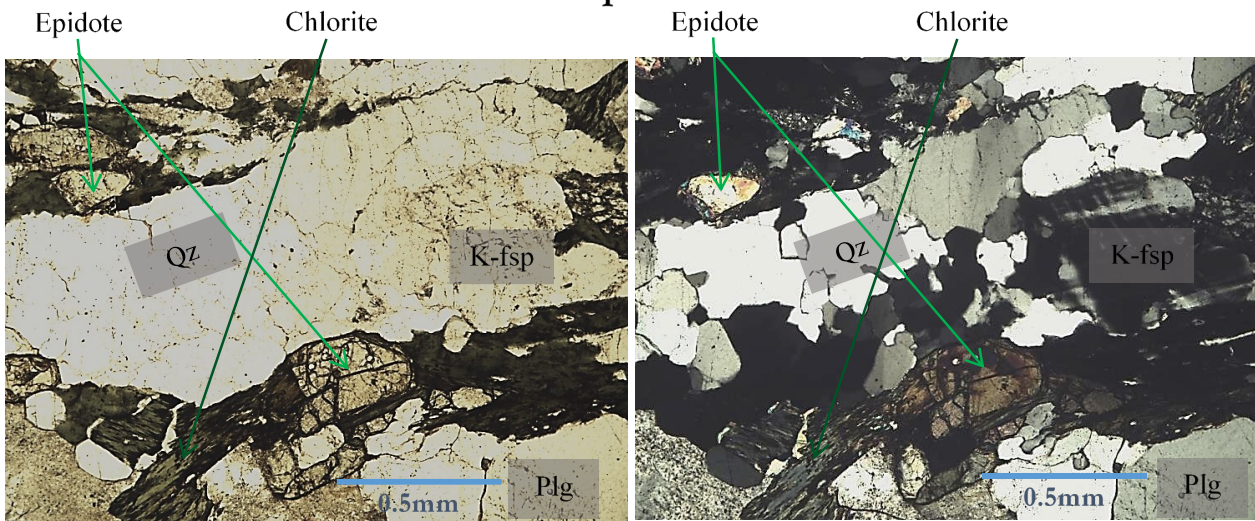 Epidote
Chlorite
Epidote
Chlorite
Qz
K-fsp
Plg
0.5mm
Qz
K-fsp
Plg
0.5mm